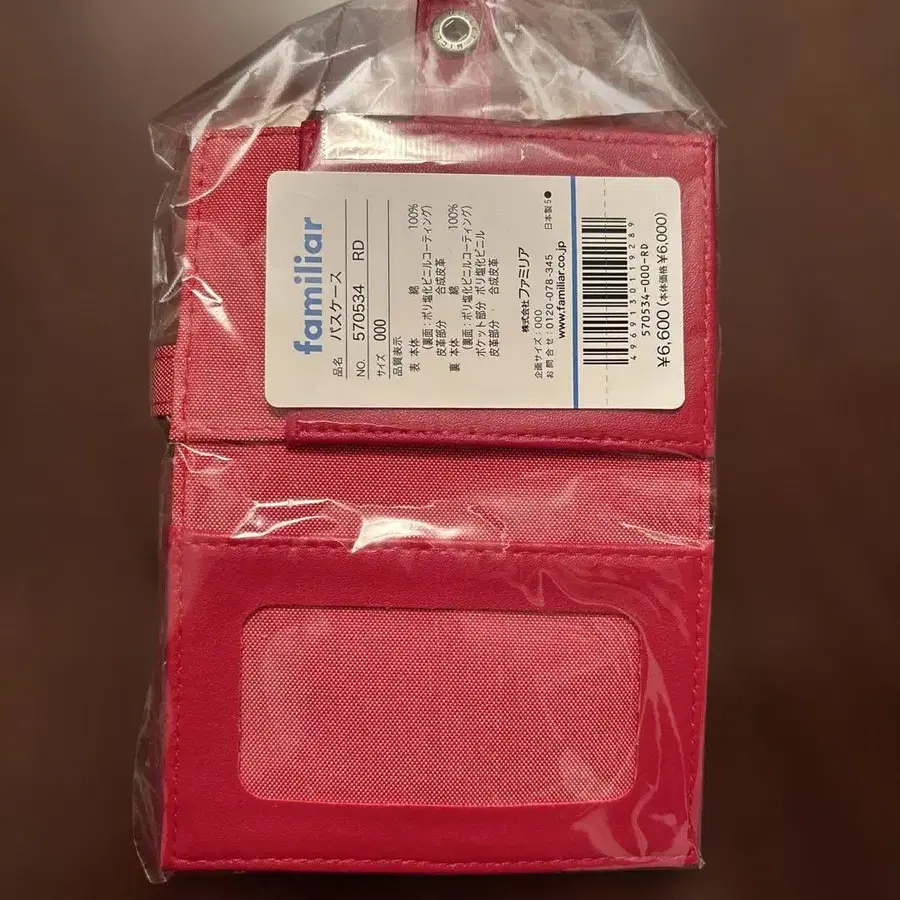 familiar
品名 パスケース
NO. 570534 RD
サイズ 000
品質表示
表 本体 綿 100%
(裏面:ポリ塩化ビニルコーティング)
皮革部分 合成皮革
裏 本体 綿 100%
(裏面:ポリ塩化ビニルコーティング)
ポケット部分 ポリ塩化ビニル
皮革部分 合成皮革
株式会社 ファミリア
企画サイズ:000
お問合せ:0120-078-345
www.familiar.co.jp
日本製 5●
4969130119289
570534-000-RD
¥6,600(本体価格¥6,000)